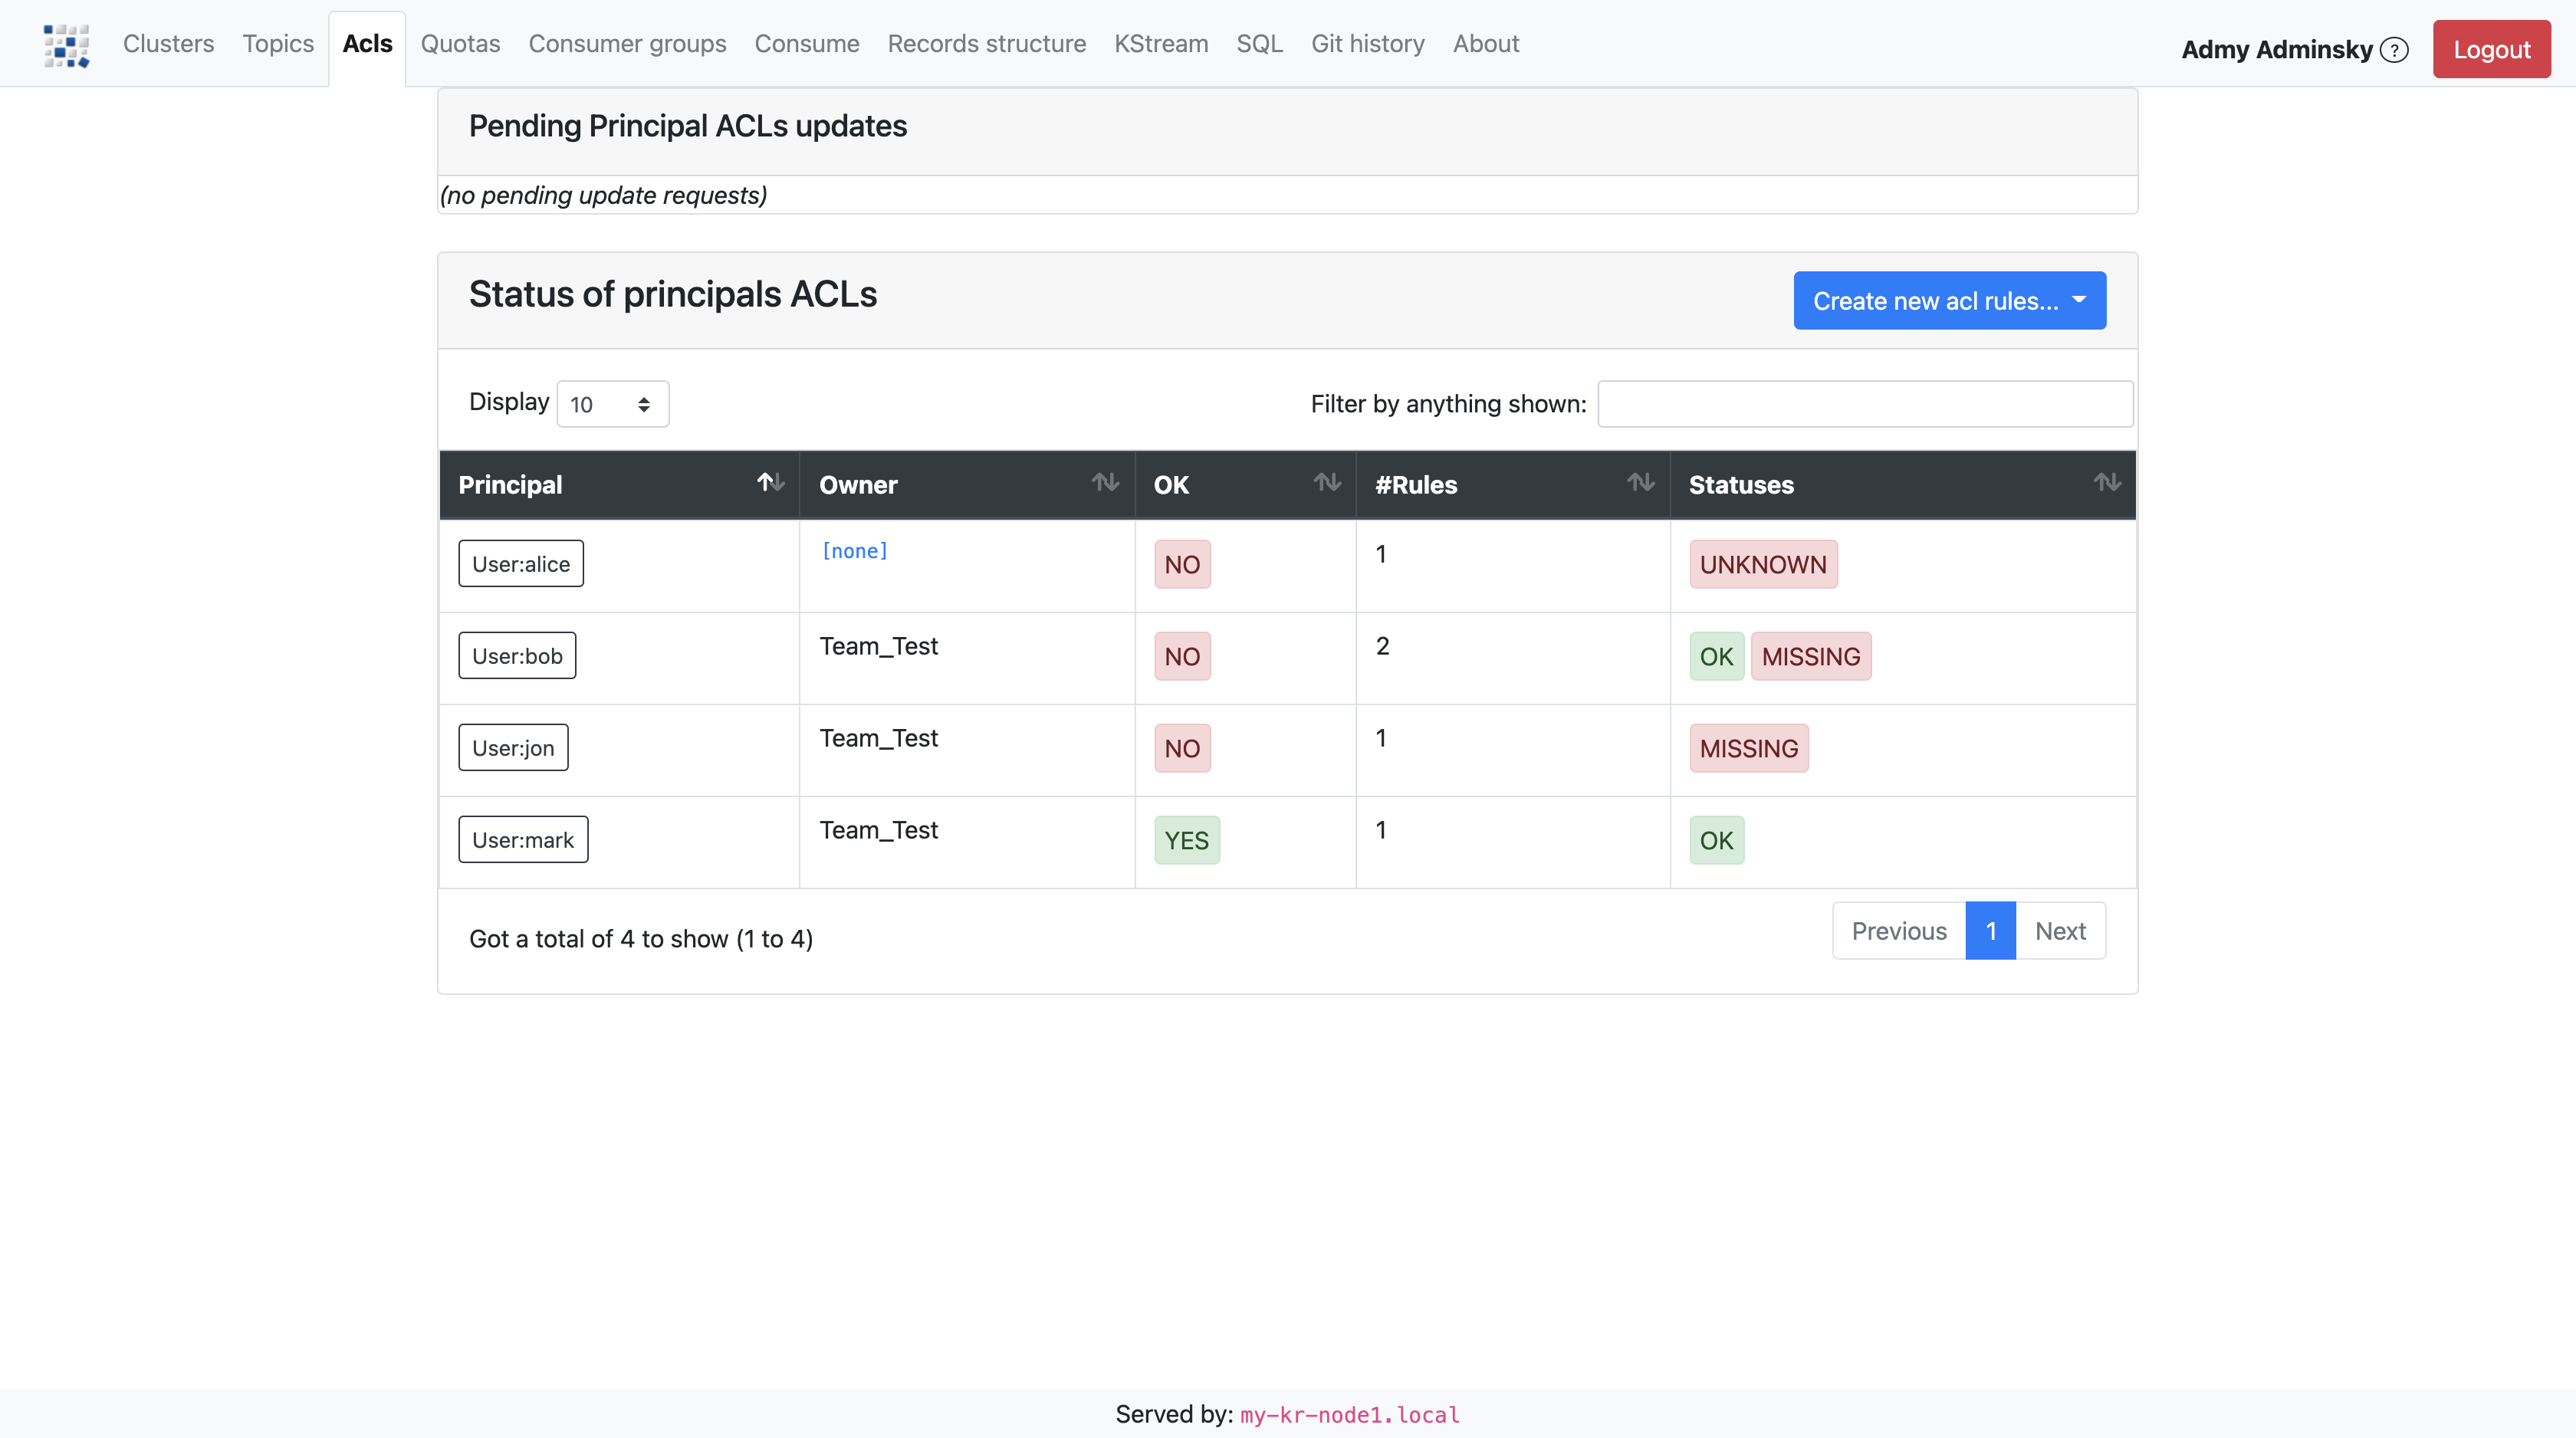 Clusters Topics Acls Quotas Consumer groups Consume Records structure KStream SQL Git history About Admy Adminsky ? Logout
Pending Principal ACLs updates
(no pending update requests)
Status of principals ACLs Create new acl rules...
Display 10 Filter by anything shown:
Principal Owner OK #Rules Statuses
User:alice [none] NO 1 UNKNOWN
User:bob Team_Test NO 2 OK MISSING
User:jon Team_Test NO 1 MISSING
User:mark Team_Test YES 1 OK
Got a total of 4 to show (1 to 4) Previous 1 Next
Served by: my-kr-node1.local